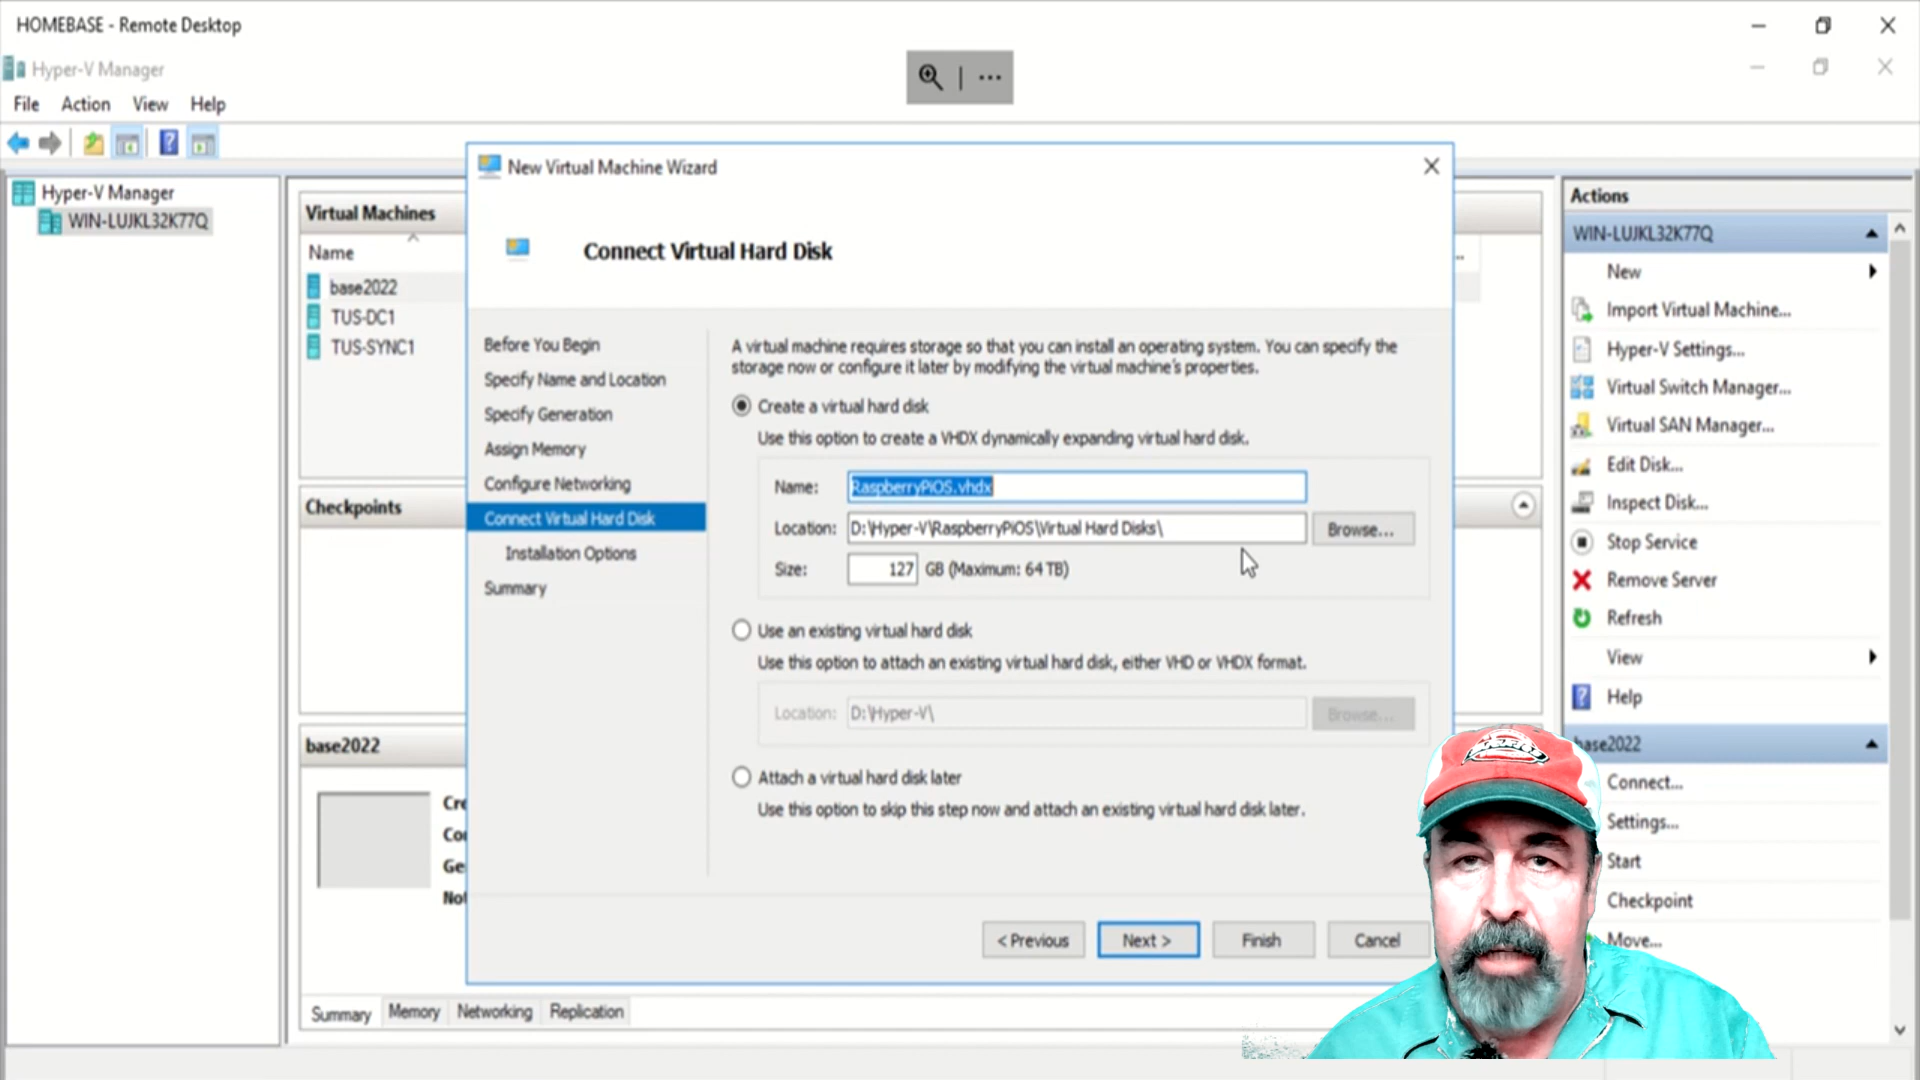 HOMEBASE - Remote Desktop
Hyper-V Manager
File Action View Help
Hyper-V Manager
WIN-LUJKL32K77Q
Virtual Machines
Name
base2022
TUS-DC1
TUS-SYNC1
Checkpoints
base2022
Cre
Co
Ge
Not
Summary Memory Networking Replication
New Virtual Machine Wizard
Connect Virtual Hard Disk
Before You Begin
Specify Name and Location
Specify Generation
Assign Memory
Configure Networking
Connect Virtual Hard Disk
Installation Options
Summary
A virtual machine requires storage so that you can install an operating system. You can specify the
storage now or configure it later by modifying the virtual machine's properties.
Create a virtual hard disk
Use this option to create a VHDX dynamically expanding virtual hard disk.
Name: RaspberryPiOS.vhdx
Location: D:\Hyper-V\RaspberryPiOS\Virtual Hard Disks\ Browse...
Size: 127 GB (Maximum: 64 TB)
Use an existing virtual hard disk
Use this option to attach an existing virtual hard disk, either VHD or VHDX format.
Location: D:\Hyper-V\ Browse...
Attach a virtual hard disk later
Use this option to skip this step now and attach an existing virtual hard disk later.
< Previous Next > Finish Cancel
Actions
WIN-LUJKL32K77Q
New
Import Virtual Machine...
Hyper-V Settings...
Virtual Switch Manager...
Virtual SAN Manager...
Edit Disk...
Inspect Disk...
Stop Service
Remove Server
Refresh
View
Help
base2022
Connect...
Settings...
Start
Checkpoint
Move...